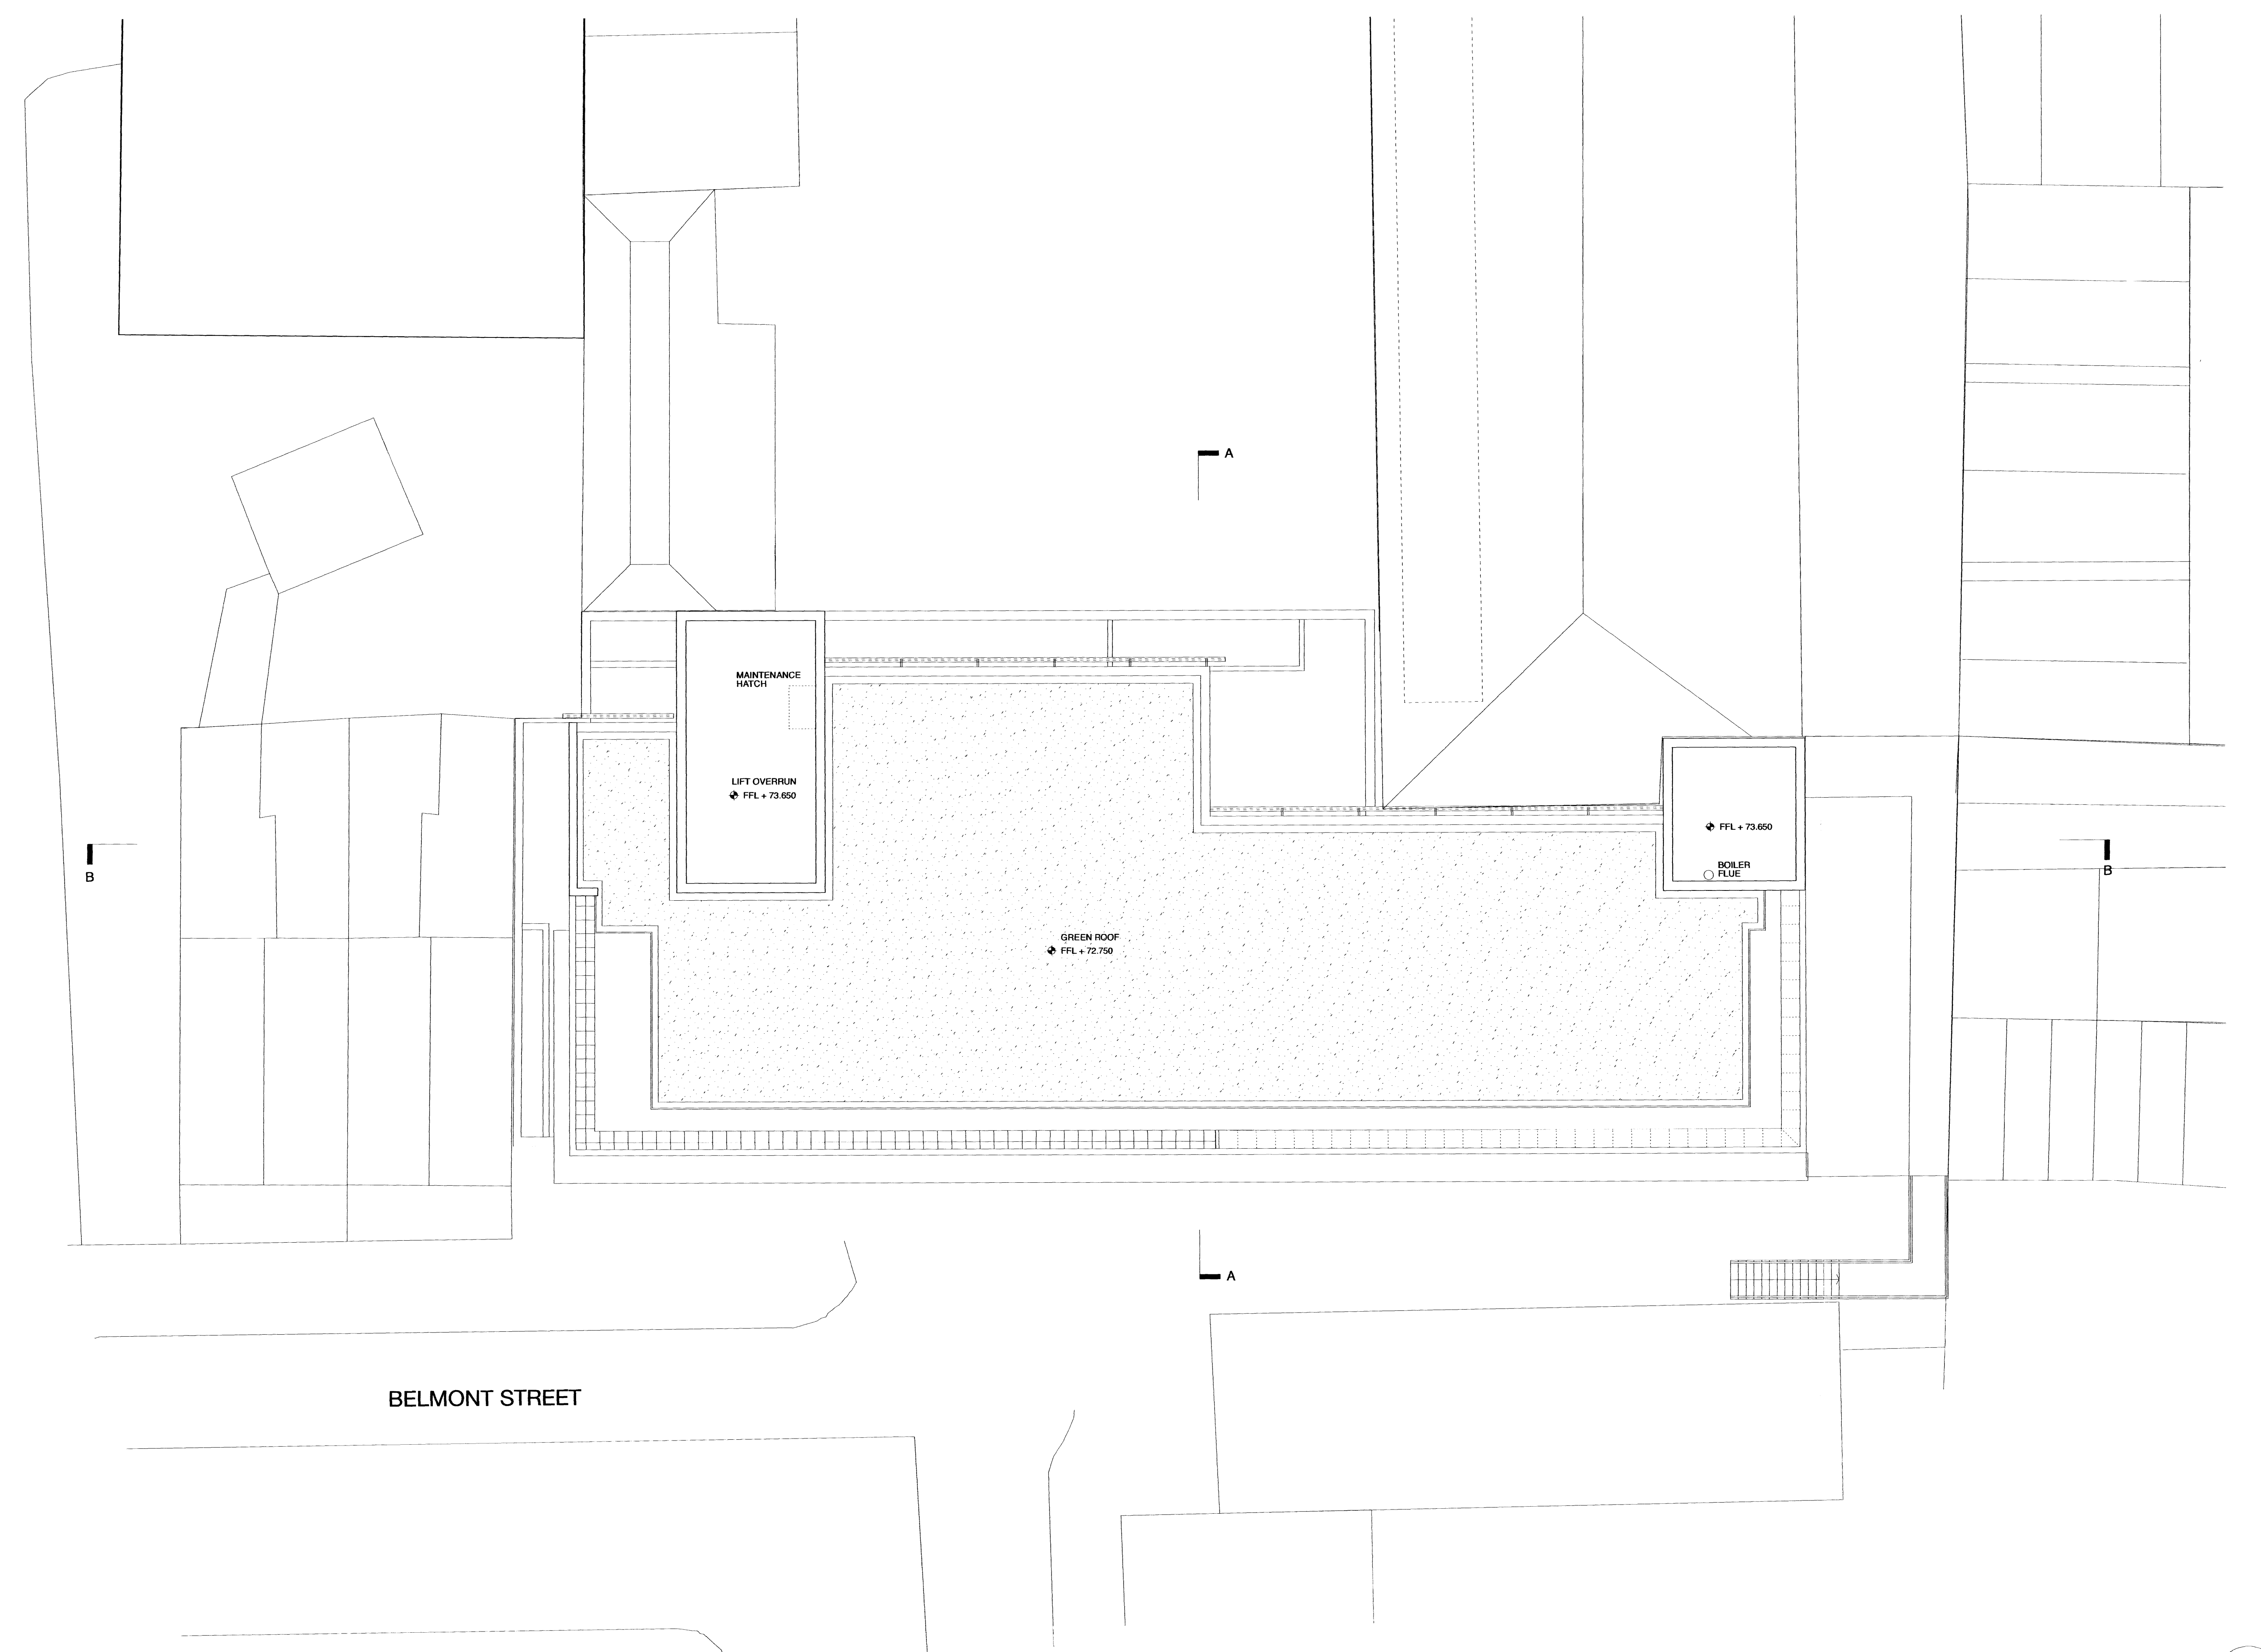 A
MAINTENANCE
HATCH
LIFT OVERRUN
FFL + 73.650
FFL + 73.650
BOILER
FLUE
B
B
GREEN ROOF
FFL + 72.750
A
BELMONT STREET